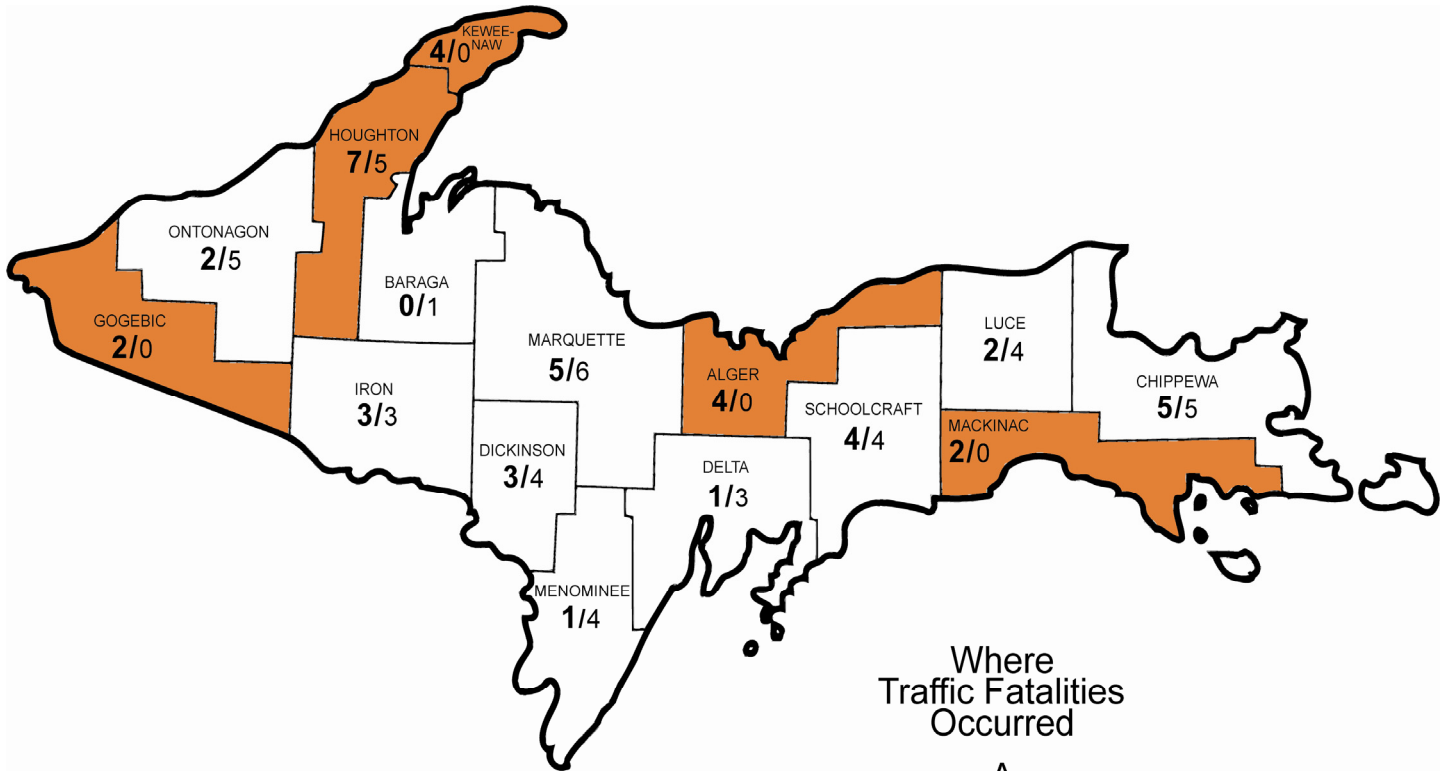 KEWEE-
NAW
4/0
HOUGHTON
7/5
ONTONAGON
2/5
BARAGA
0/1
GOGEBIC
2/0
IRON
3/3
MARQUETTE
5/6
DICKINSON
3/4
MENOMINEE
1/4
DELTA
1/3
ALGER
4/0
SCHOOLCRAFT
4/4
LUCE
2/4
MACKINAC
2/0
CHIPPEWA
5/5
Where
Traffic Fatalities
Occurred